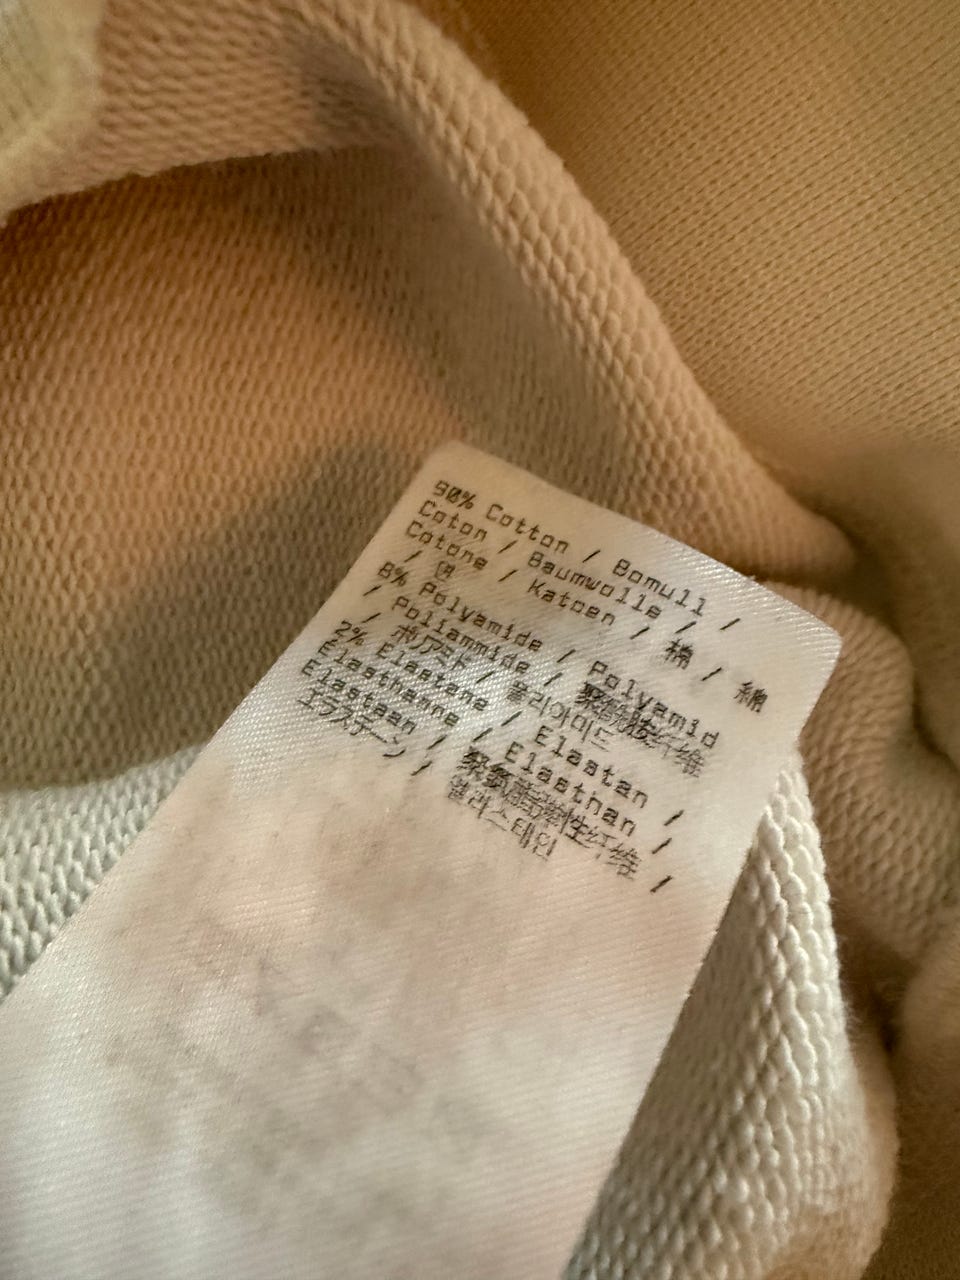 90% Cotton / Bomull /
Coton / Baumwolle /
Cotone / Katoen / 棉 / 綿
/ 면
8% Polyamide / Polyamid
/ Poliammide / 聚酰胺纤维
/ ポリアミド / 폴리아미드
2% Elastane / Elastan /
Elasthanne / Elasthan /
Elastaan / 聚氨酯弹性纤维 /
エラスターン / 엘라스테인